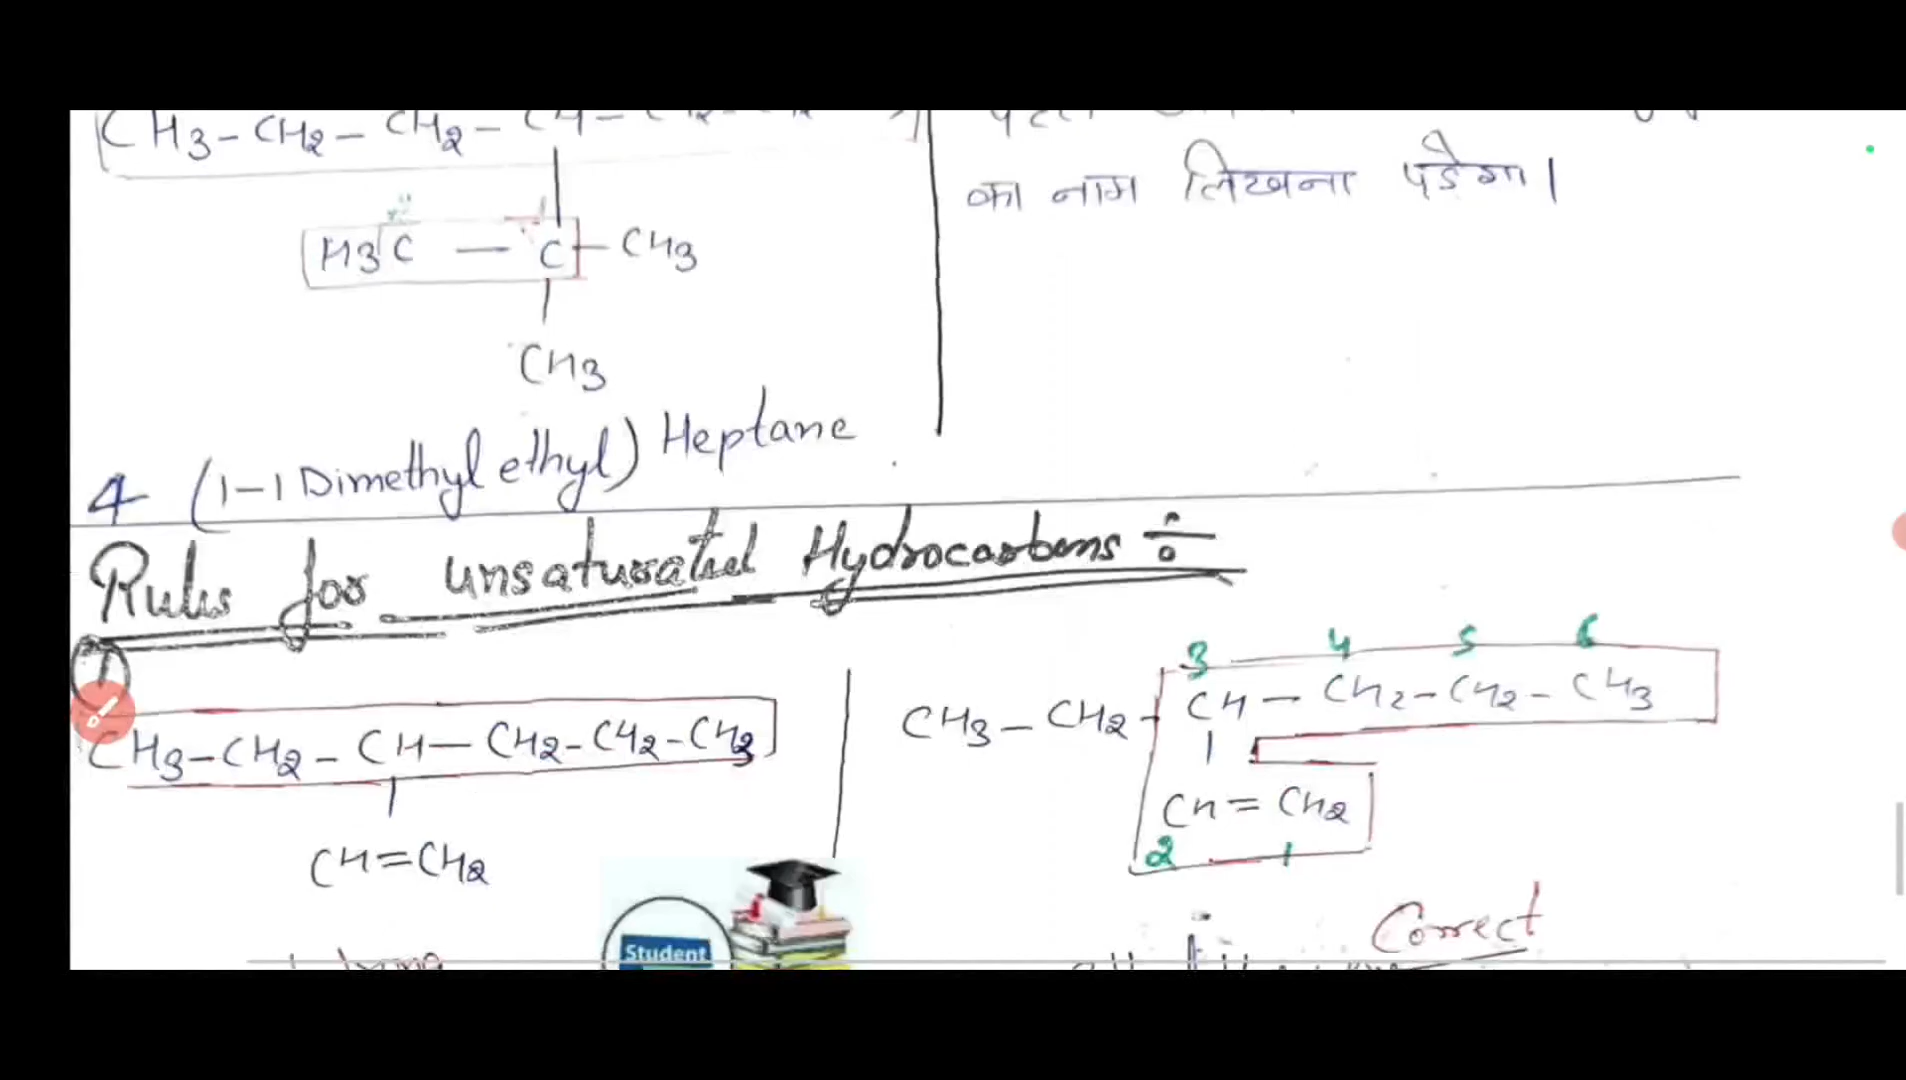 CH3-CH2-CH2-CH-
का नाम लिखना पडेगा।
H3C — C - CH3
CH3
4 (1-1 Dimethyl ethyl) Heptane
Rules for unsaturated Hydrocarbons ÷
1
CH3-CH2-CH-CH2-CH2-CH3
CH=CH2
3 4 5 6
CH3-CH2-CH-CH2-CH2-CH3
CH=CH2
2 1
Correct
Student